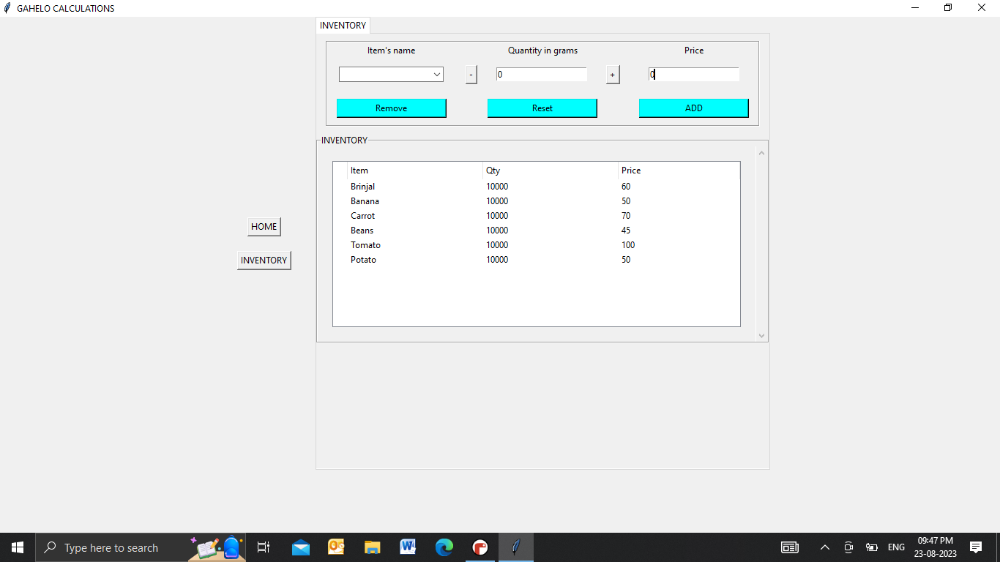 GAHELO CALCULATIONS
INVENTORY
Item's name Quantity in grams Price
- 0 + 0
Remove Reset ADD
INVENTORY
Item Qty Price
Brinjal 10000 60
Banana 10000 50
Carrot 10000 70
Beans 10000 45
Tomato 10000 100
Potato 10000 50
HOME
INVENTORY
Type here to search
ENG
09:47 PM
23-08-2023